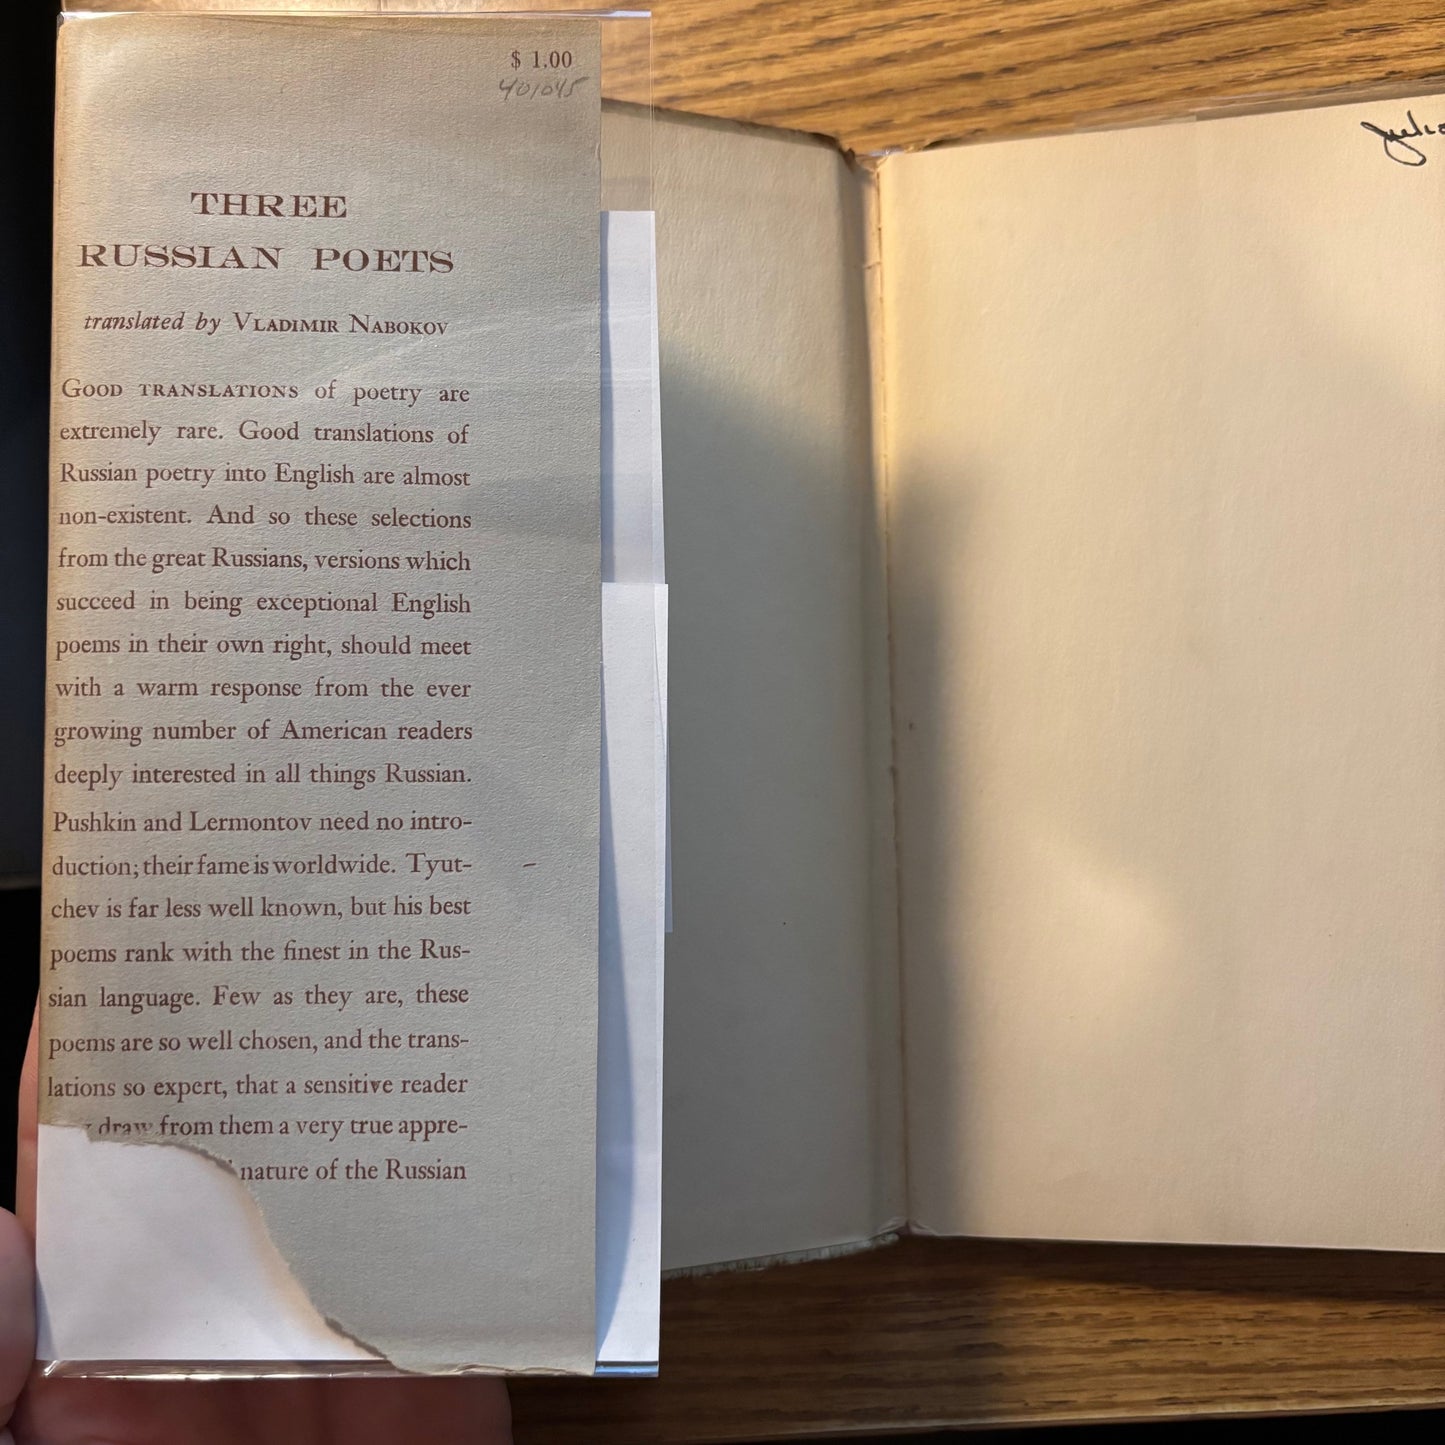 $ 1.00
401045
THREE
RUSSIAN POETS
translated by VLADIMIR NABOKOV
GOOD TRANSLATIONS of poetry are
extremely rare. Good translations of
Russian poetry into English are almost
non-existent. And so these selections
from the great Russians, versions which
succeed in being exceptional English
poems in their own right, should meet
with a warm response from the ever
growing number of American readers
deeply interested in all things Russian.
Pushkin and Lermontov need no intro-
duction; their fame is worldwide. Tyut-
chev is far less well known, but his best
poems rank with the finest in the Rus-
sian language. Few as they are, these
poems are so well chosen, and the trans-
lations so expert, that a sensitive reader
draw from them a very true appre-
nature of the Russian